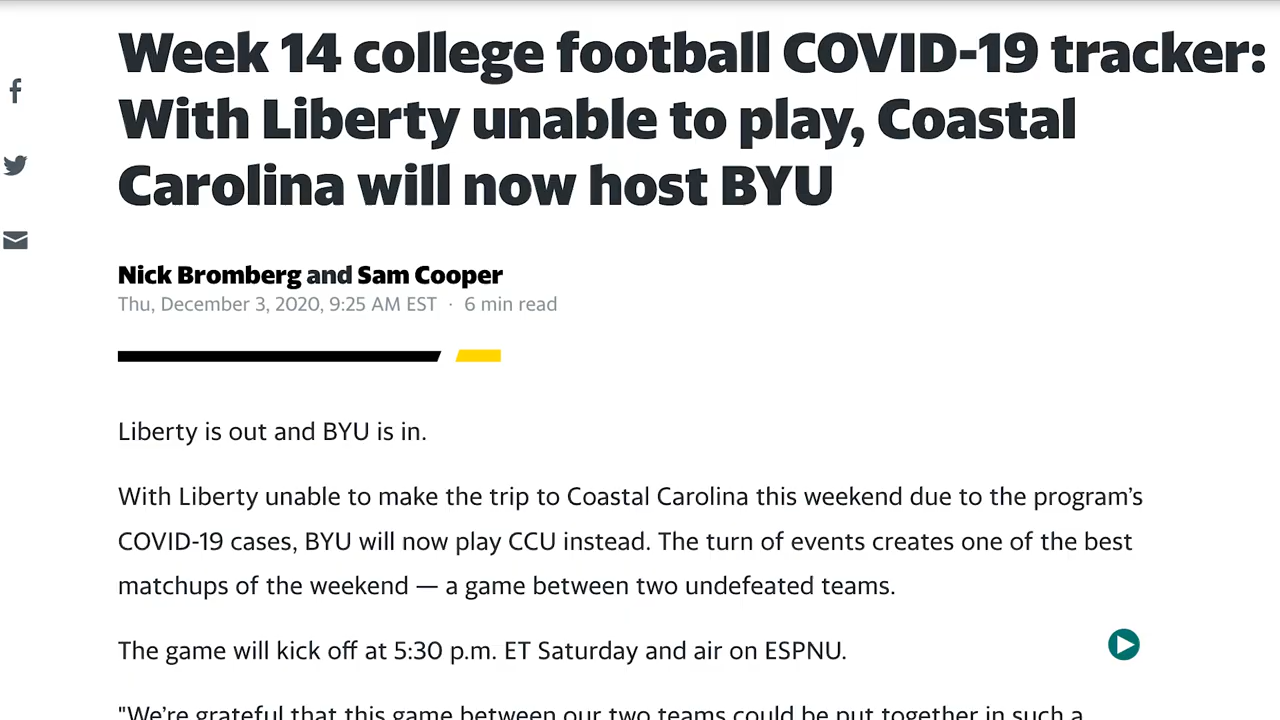 Week 14 college football COVID-19 tracker:
With Liberty unable to play, Coastal
Carolina will now host BYU
Nick Bromberg and Sam Cooper
Thu, December 3, 2020, 9:25 AM EST · 6 min read
Liberty is out and BYU is in.
With Liberty unable to make the trip to Coastal Carolina this weekend due to the program’s
COVID-19 cases, BYU will now play CCU instead. The turn of events creates one of the best
matchups of the weekend — a game between two undefeated teams.
The game will kick off at 5:30 p.m. ET Saturday and air on ESPNU.
"We’re grateful that this game between our two teams could be put together in such a